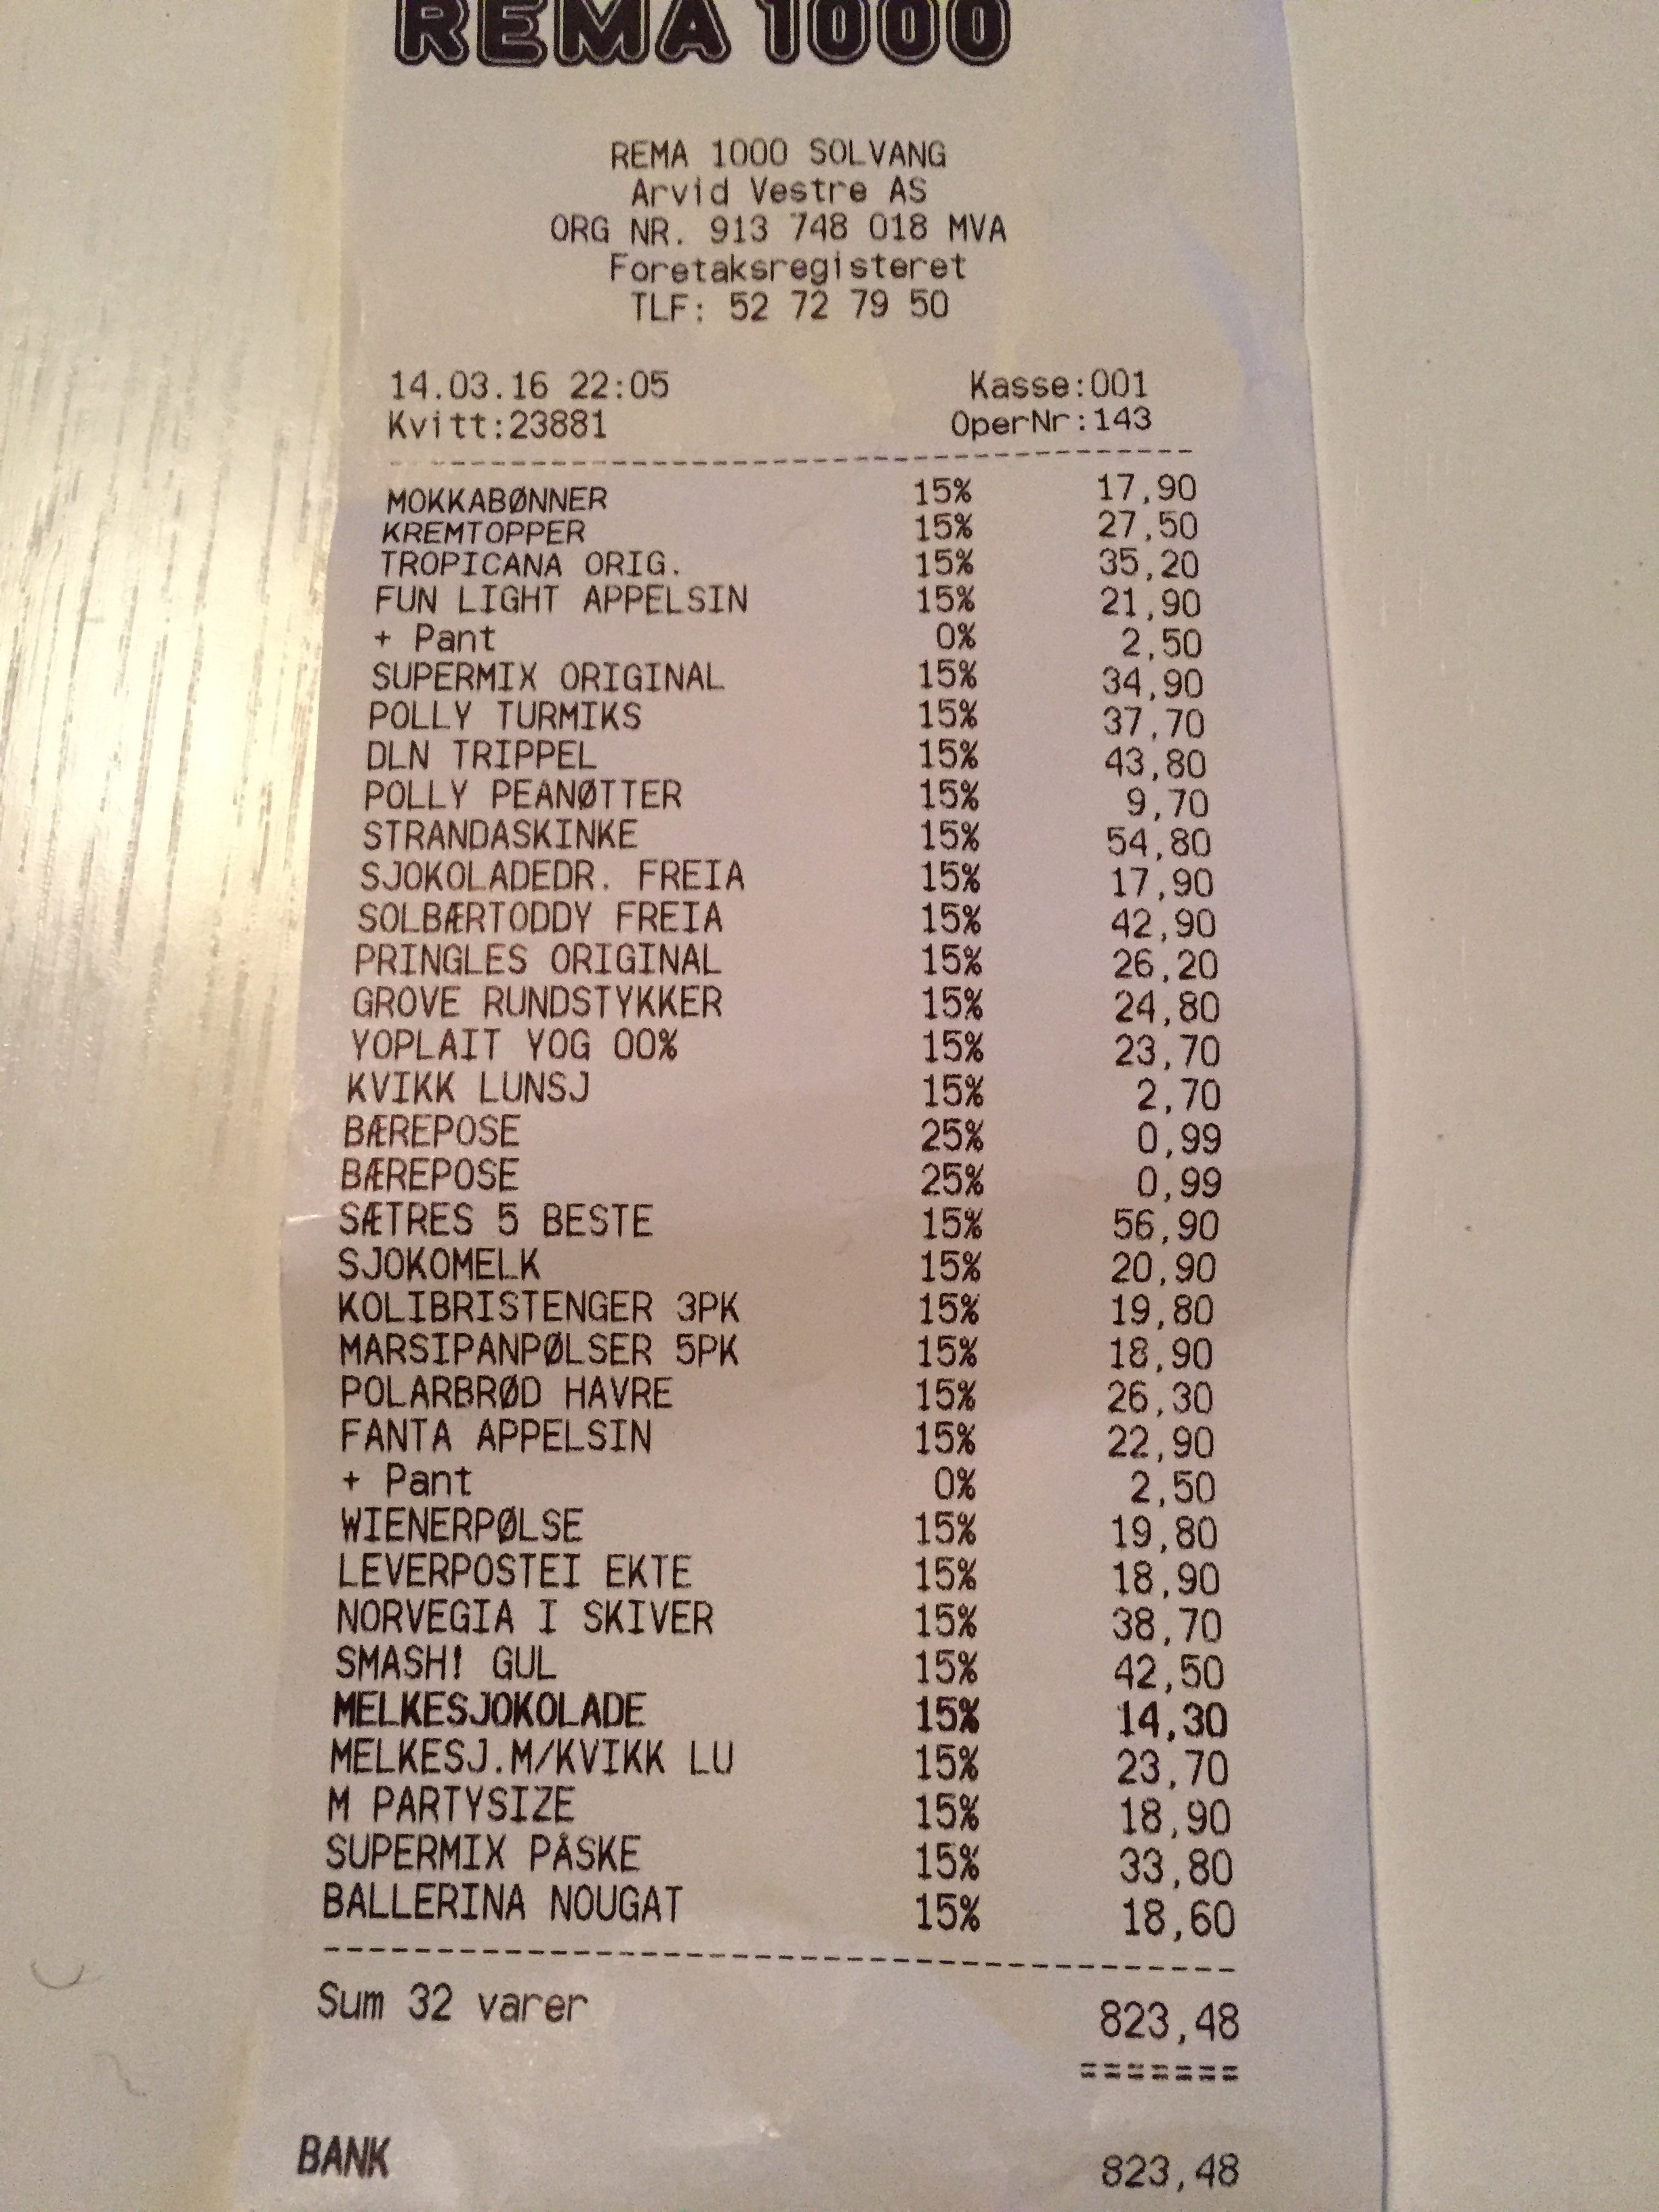 REMA 1000
REMA 1000 SOLVANG
Arvid Vestre AS
ORG NR. 913 748 018 MVA
Foretaksregisteret
TLF: 52 72 79 50
14.03.16 22:05 Kasse:001
Kvitt:23881 OperNr:143
MOKKABØNNER 15% 17,90
KREMTOPPER 15% 27,50
TROPICANA ORIG. 15% 35,20
FUN LIGHT APPELSIN 15% 21,90
+ Pant 0% 2,50
SUPERMIX ORIGINAL 15% 34,90
POLLY TURMIKS 15% 37,70
DLN TRIPPEL 15% 43,80
POLLY PEANØTTER 15% 9,70
STRANDASKINKE 15% 54,80
SJOKOLADEDR. FREIA 15% 17,90
SOLBÆRTODDY FREIA 15% 42,90
PRINGLES ORIGINAL 15% 26,20
GROVE RUNDSTYKKER 15% 24,80
YOPLAIT YOG 00% 15% 23,70
KVIKK LUNSJ 15% 2,70
BÆREPOSE 25% 0,99
BÆREPOSE 25% 0,99
SÆTRES 5 BESTE 15% 56,90
SJOKOMELK 15% 20,90
KOLIBRISTENGER 3PK 15% 19,80
MARSIPANPØLSER 5PK 15% 18,90
POLARBRØD HAVRE 15% 26,30
FANTA APPELSIN 15% 22,90
+ Pant 0% 2,50
WIENERPØLSE 15% 19,80
LEVERPOSTEI EKTE 15% 18,90
NORVEGIA I SKIVER 15% 38,70
SMASH! GUL 15% 42,50
MELKESJOKOLADE 15% 14,30
MELKESJ.M/KVIKK LU 15% 23,70
M PARTYSIZE 15% 18,90
SUPERMIX PÅSKE 15% 33,80
BALLERINA NOUGAT 15% 18,60
Sum 32 varer 823,48
=======
BANK 823,48